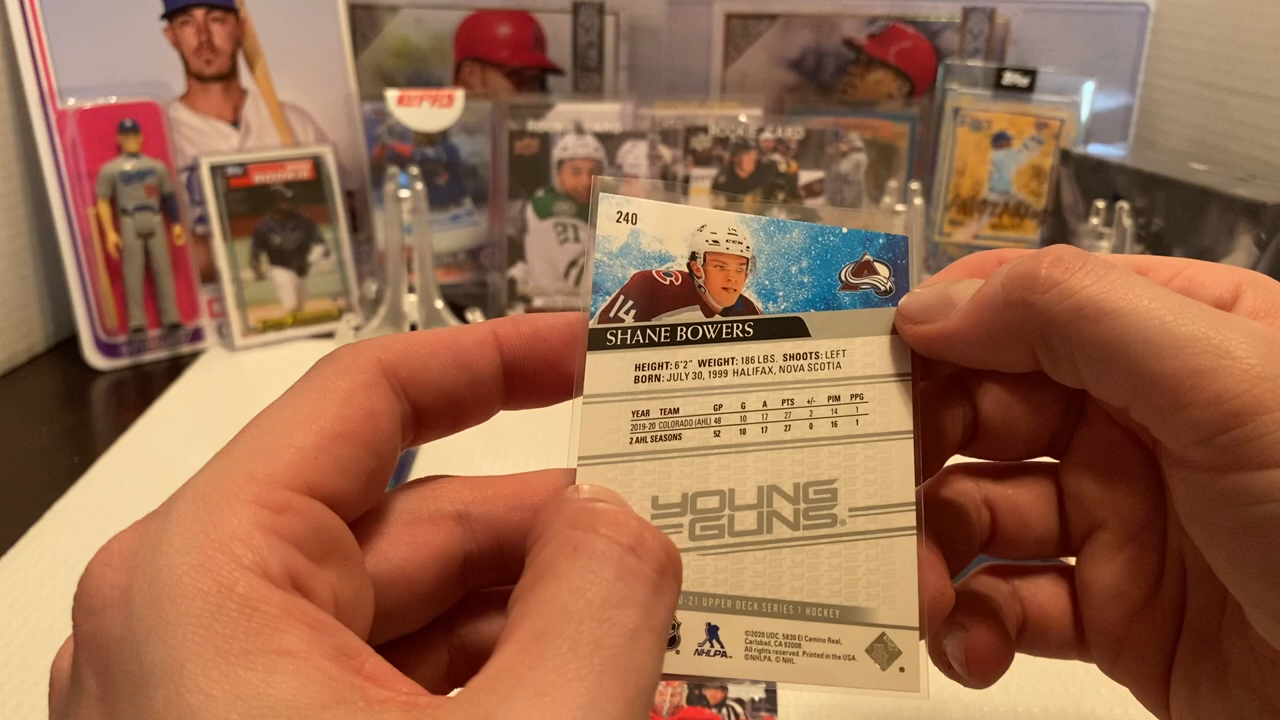 240
14
SHANE BOWERS
HEIGHT: 6'2" WEIGHT: 186 LBS. SHOOTS: LEFT
BORN: JULY 30, 1999 HALIFAX, NOVA SCOTIA
YEAR TEAM GP G A PTS +/- PIM PPG
2019-20 COLORADO (AHL) 48 10 17 27 2 14 1
2 AHL SEASONS 52 10 17 27 0 16 1
YOUNG
GUNS®
-21 UPPER DECK SERIES 1 HOCKEY
NHLPA
©2020 UDC. 5830 El Camino Real,
Carlsbad, CA 92008.
All rights reserved. Printed in the USA.
©NHLPA. © NHL.
topps
21